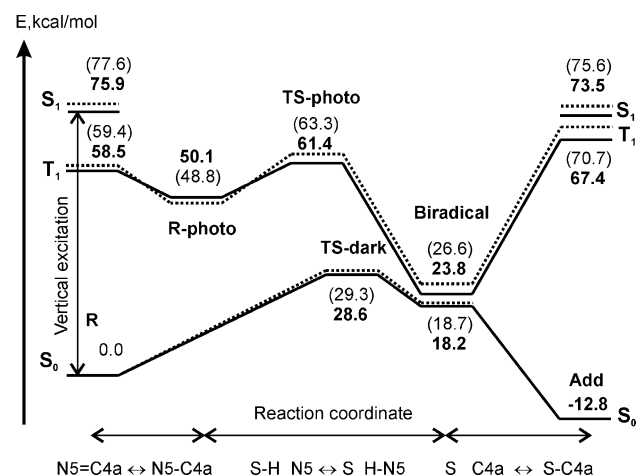 E,kcal/mol
(77.6)
75.9
S1
(59.4)
58.5
T1
50.1
(48.8)
R-photo
TS-photo
(63.3)
61.4
Biradical
(26.6)
23.8
(75.6)
73.5
S1
T1
(70.7)
67.4
Vertical excitation
R
0.0
S0
TS-dark
(29.3)
28.6
(18.7)
18.2
Add
-12.8
S0
Reaction coordinate
N5=C4a ↔ N5-C4a S-H N5 ↔ S H-N5 S C4a ↔ S-C4a